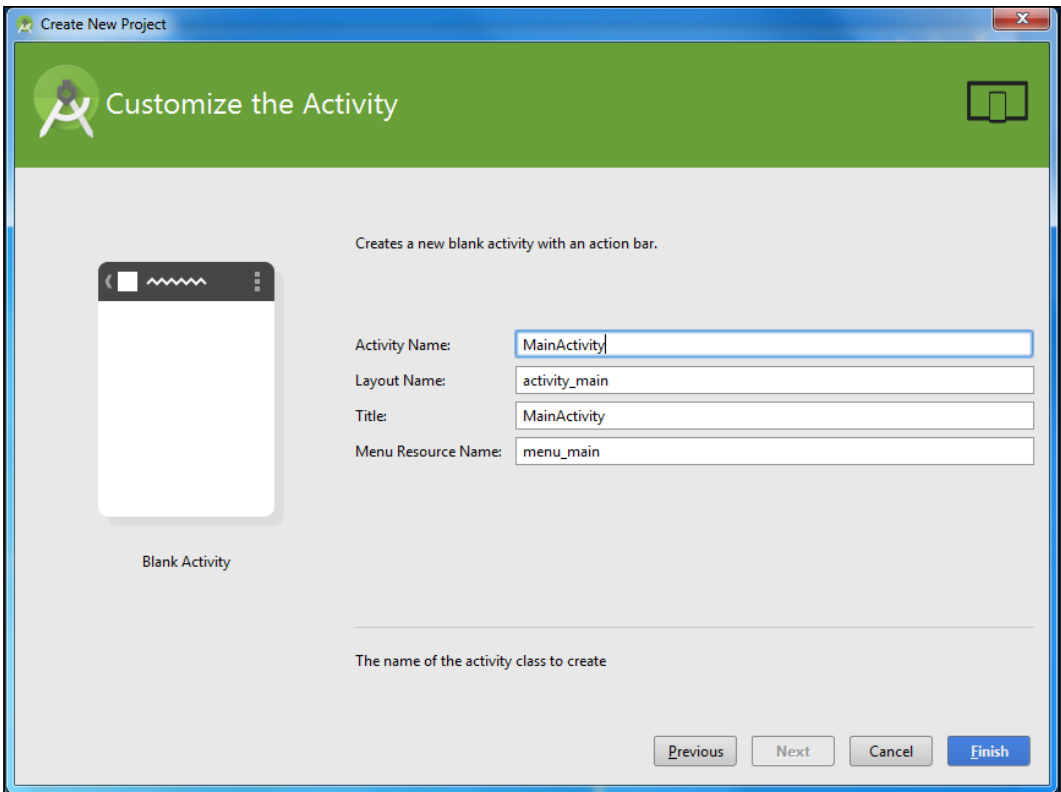 Create New Project
Customize the Activity
Creates a new blank activity with an action bar.
Activity Name: MainActivity
Layout Name: activity_main
Title: MainActivity
Menu Resource Name: menu_main
Blank Activity
The name of the activity class to create
Previous Next Cancel Finish